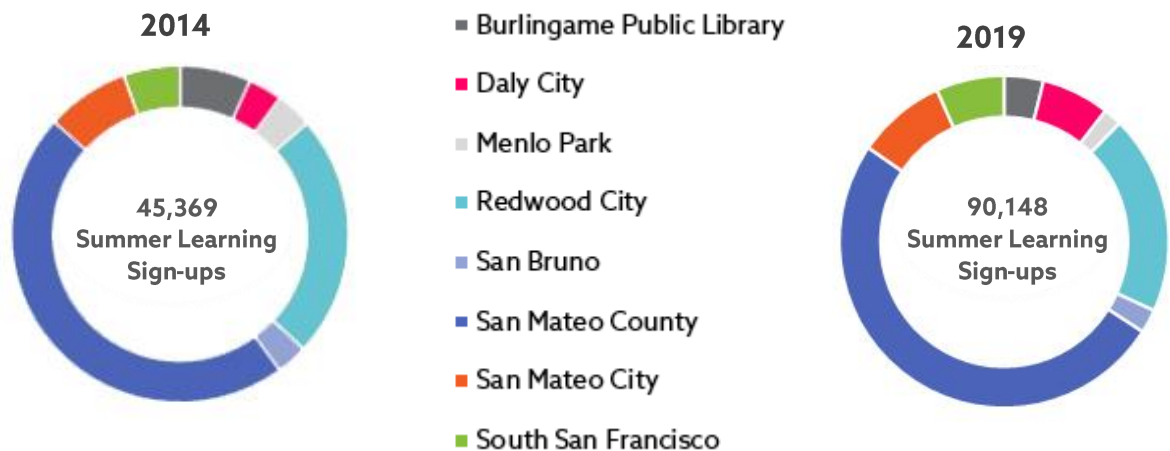 2014
45,369
Summer Learning
Sign-ups
Burlingame Public Library
Daly City
Menlo Park
Redwood City
San Bruno
San Mateo County
San Mateo City
South San Francisco
2019
90,148
Summer Learning
Sign-ups